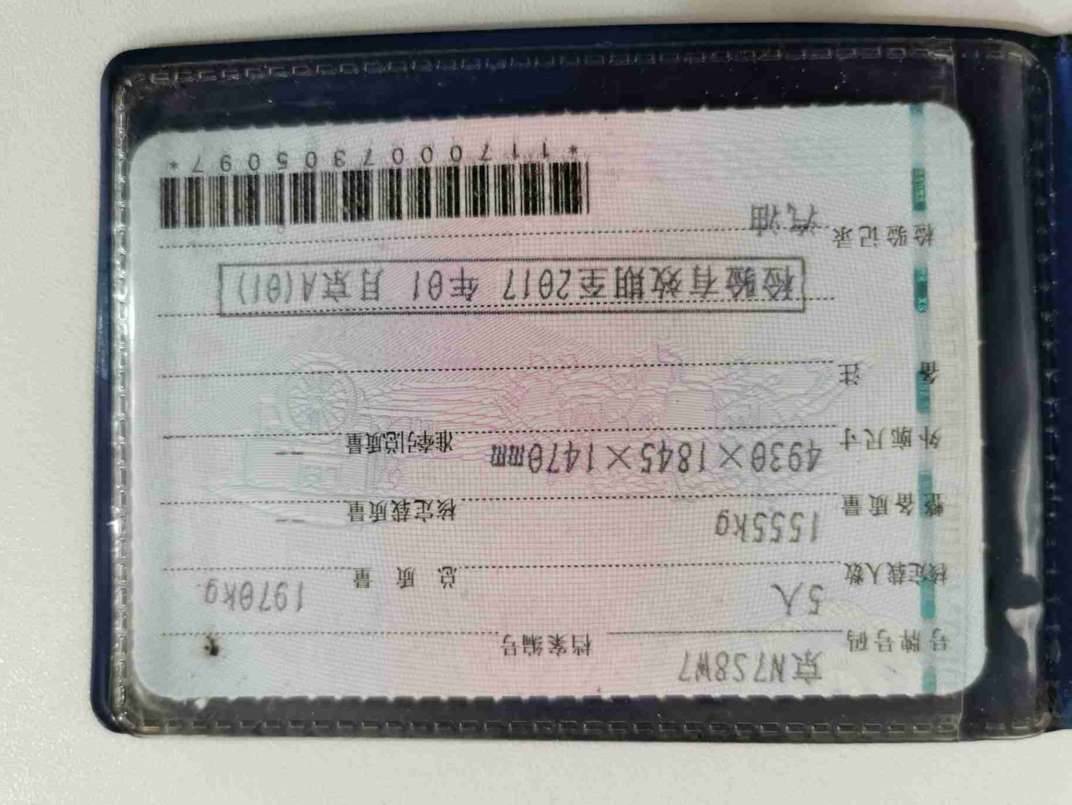 号牌号码 京N7S8W7 档案编号
核定载人数 5人 总质量 1970kg
整备质量 1555kg 核定载质量 --
外廓尺寸 4930×1845×1470mm 准牵引总质量 --
备注
检验有效期至2017 年01 月京A(01)
检验记录 汽油
*1170007305097*